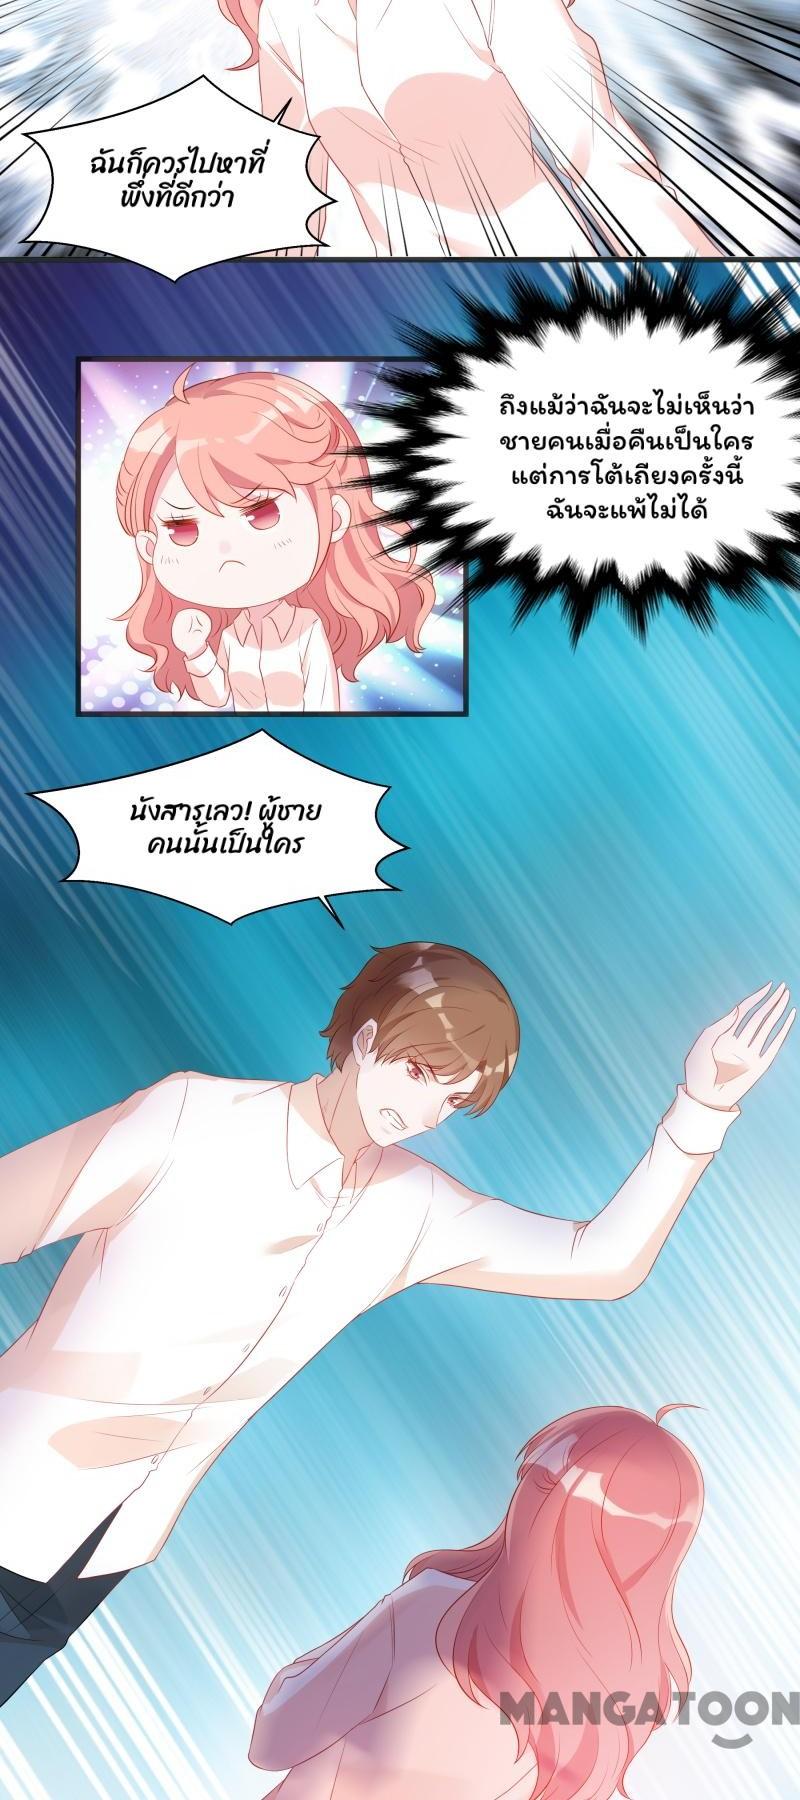 ฉันก็ควรไปหาที่
พึ่งที่ดีกว่า
ถึงแม้ว่าฉันจะไม่เห็นว่า
ชายคนเมื่อคืนเป็นใคร
แต่การโต้เถียงครั้งนี้
ฉันจะแพ้ไม่ได้
นังสารเลว! ผู้ชาย
คนนั้นเป็นใคร
MANGATOON